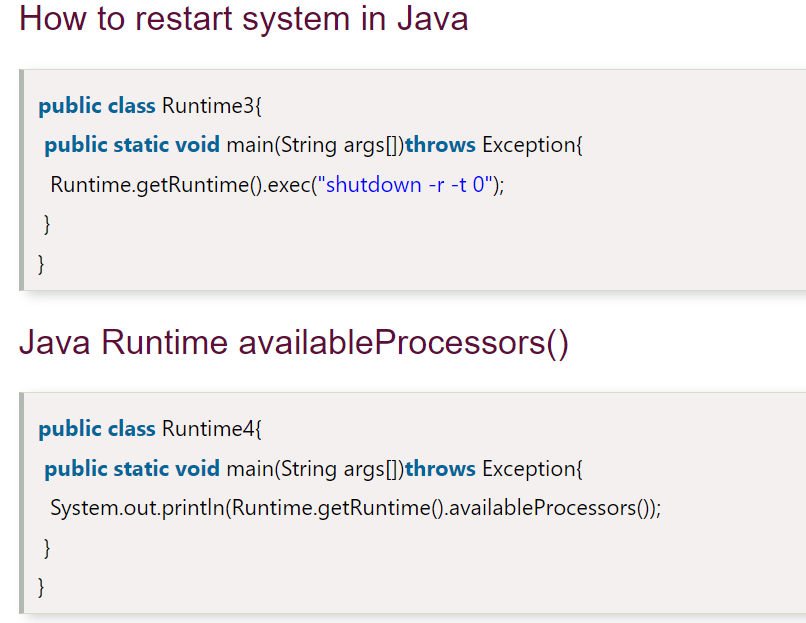 How to restart system in Java
public class Runtime3{
public static void main(String args[])throws Exception{
Runtime.getRuntime().exec("shutdown -r -t 0");
}
}
Java Runtime availableProcessors()
public class Runtime4{
public static void main(String args[])throws Exception{
System.out.println(Runtime.getRuntime().availableProcessors());
}
}